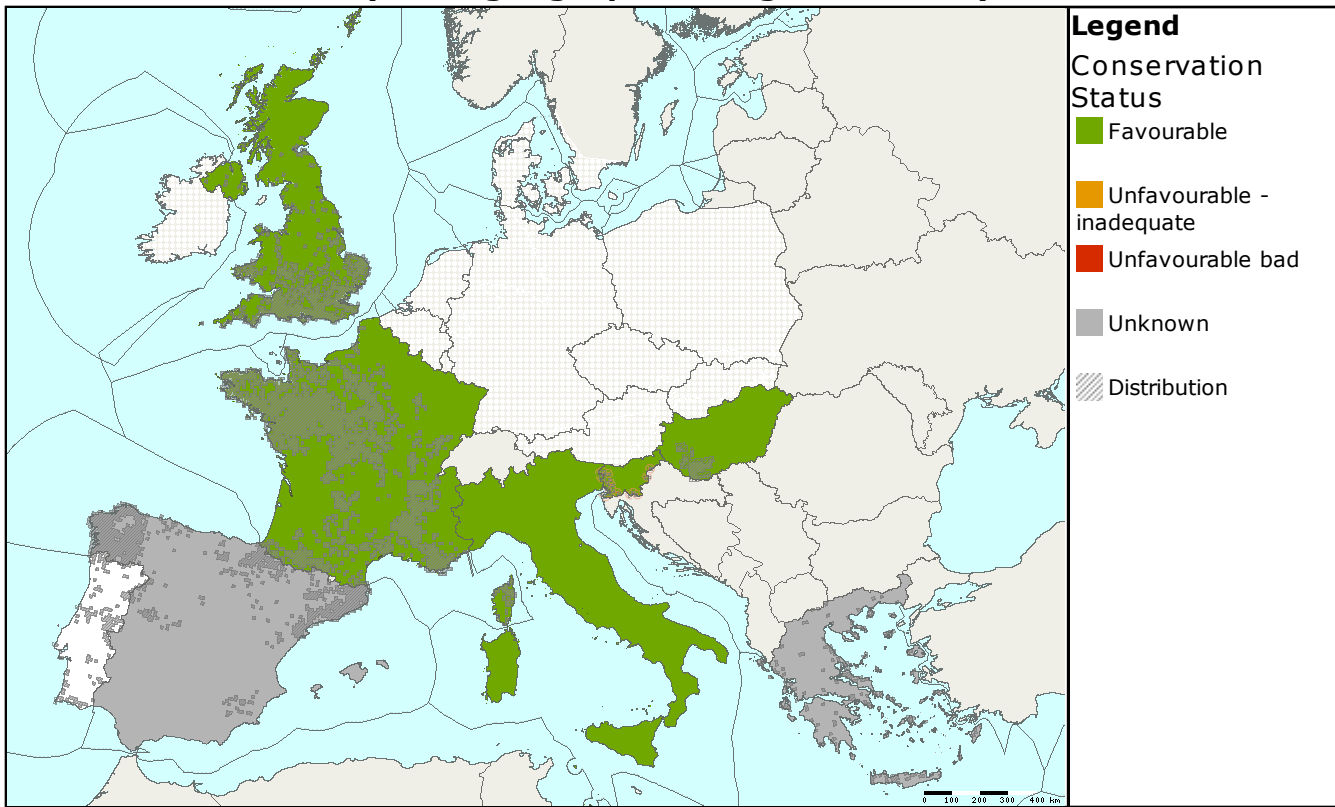 Legend
Conservation
Status
Favourable
Unfavourable -
inadequate
Unfavourable bad
Unknown
Distribution
0 100 200 300 400 km